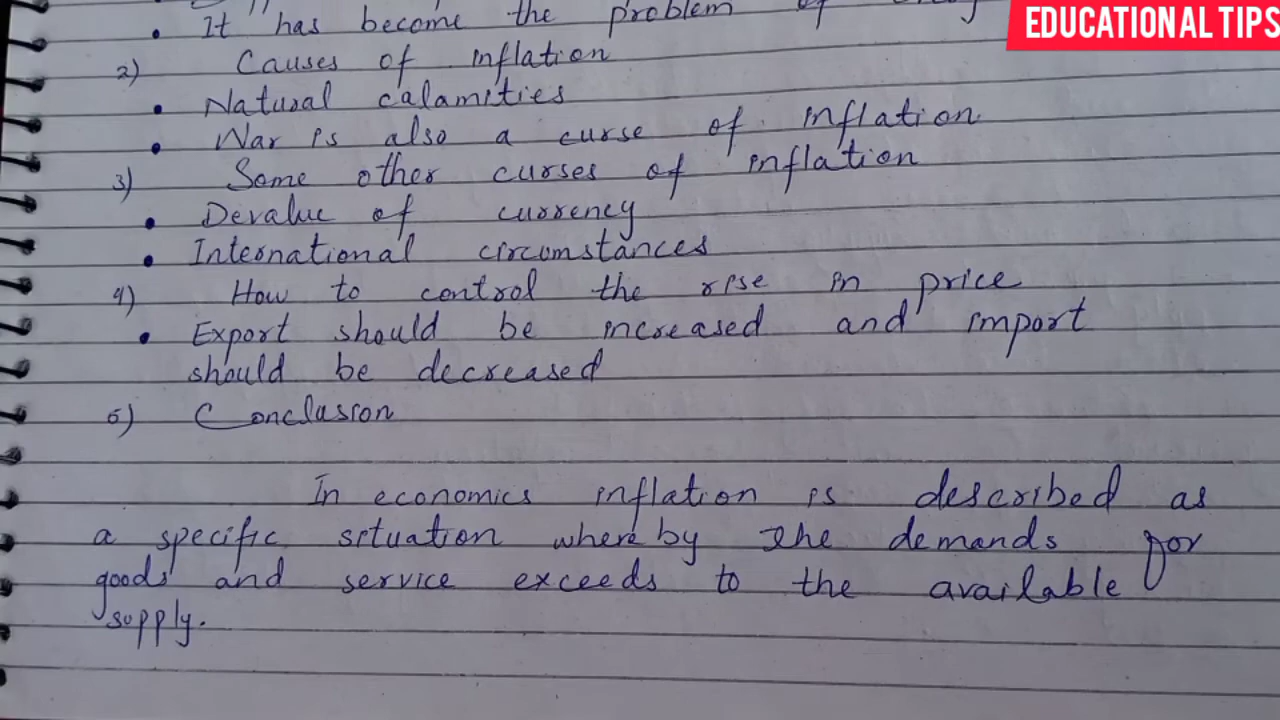 It has become the problem of
EDUCATIONAL TIPS
2) Causes of inflation
• Natural calamities
• War is also a curse of inflation
3) Some other curses of inflation
• Devalue of currency
• International circumstances
4) How to control the rise in price
• Export should be increased and import
should be decreased
5) Conclusion
In economics inflation is described as
a specific situation where by the demands for
goods and service exceeds to the available
supply.